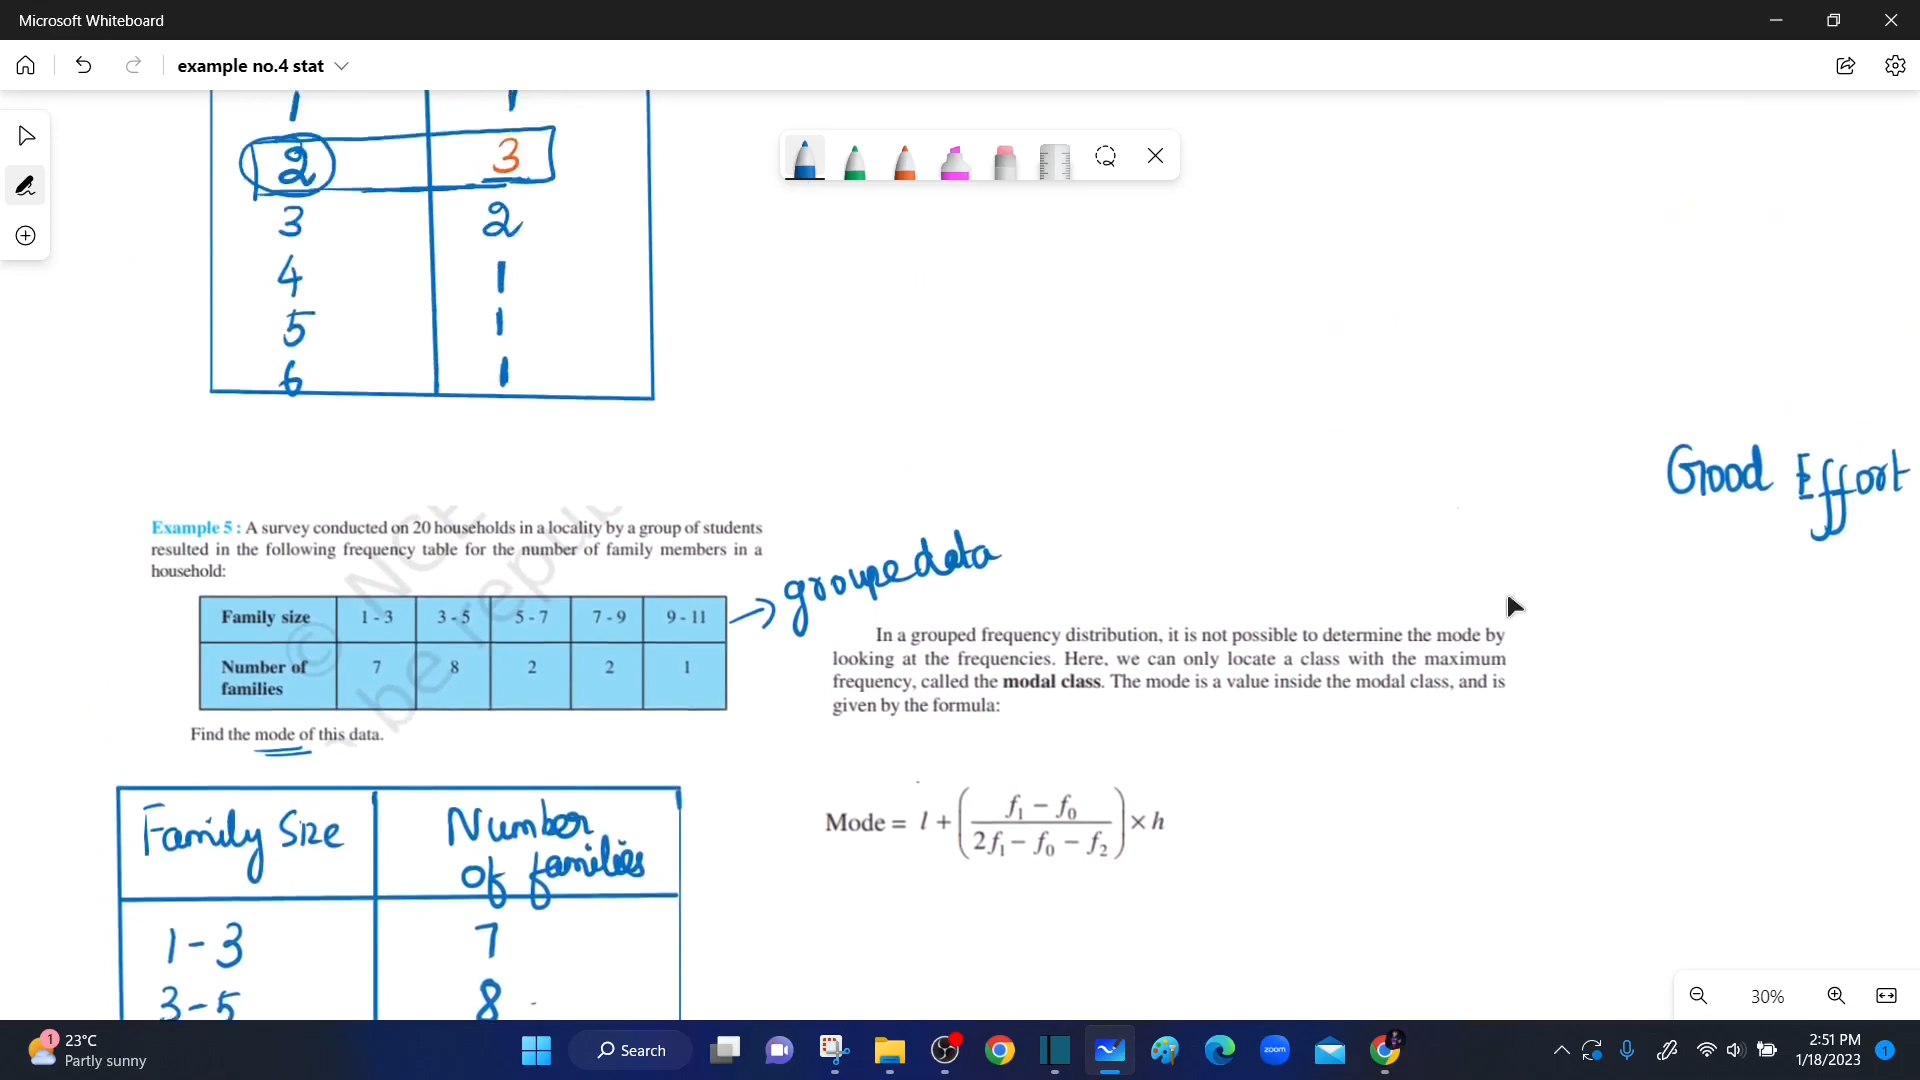 Microsoft Whiteboard
example no.4 stat
1 1
2 3
3 2
4 1
5 1
6 1
Good Effort
Example 5 : A survey conducted on 20 households in a locality by a group of students
resulted in the following frequency table for the number of family members in a
household:
Family size 1 - 3 3 - 5 5 - 7 7 - 9 9 - 11
Number of families 7 8 2 2 1
Find the mode of this data.
→ groupedata
In a grouped frequency distribution, it is not possible to determine the mode by
looking at the frequencies. Here, we can only locate a class with the maximum
frequency, called the modal class. The mode is a value inside the modal class, and is
given by the formula:
Mode = l + ( (f₁ − f₀) / (2f₁ − f₀ − f₂) ) × h
Family Size Number of families
1-3 7
3-5 8
30%
1
23°C
Partly sunny
Search
zoom
2:51 PM
1/18/2023
1